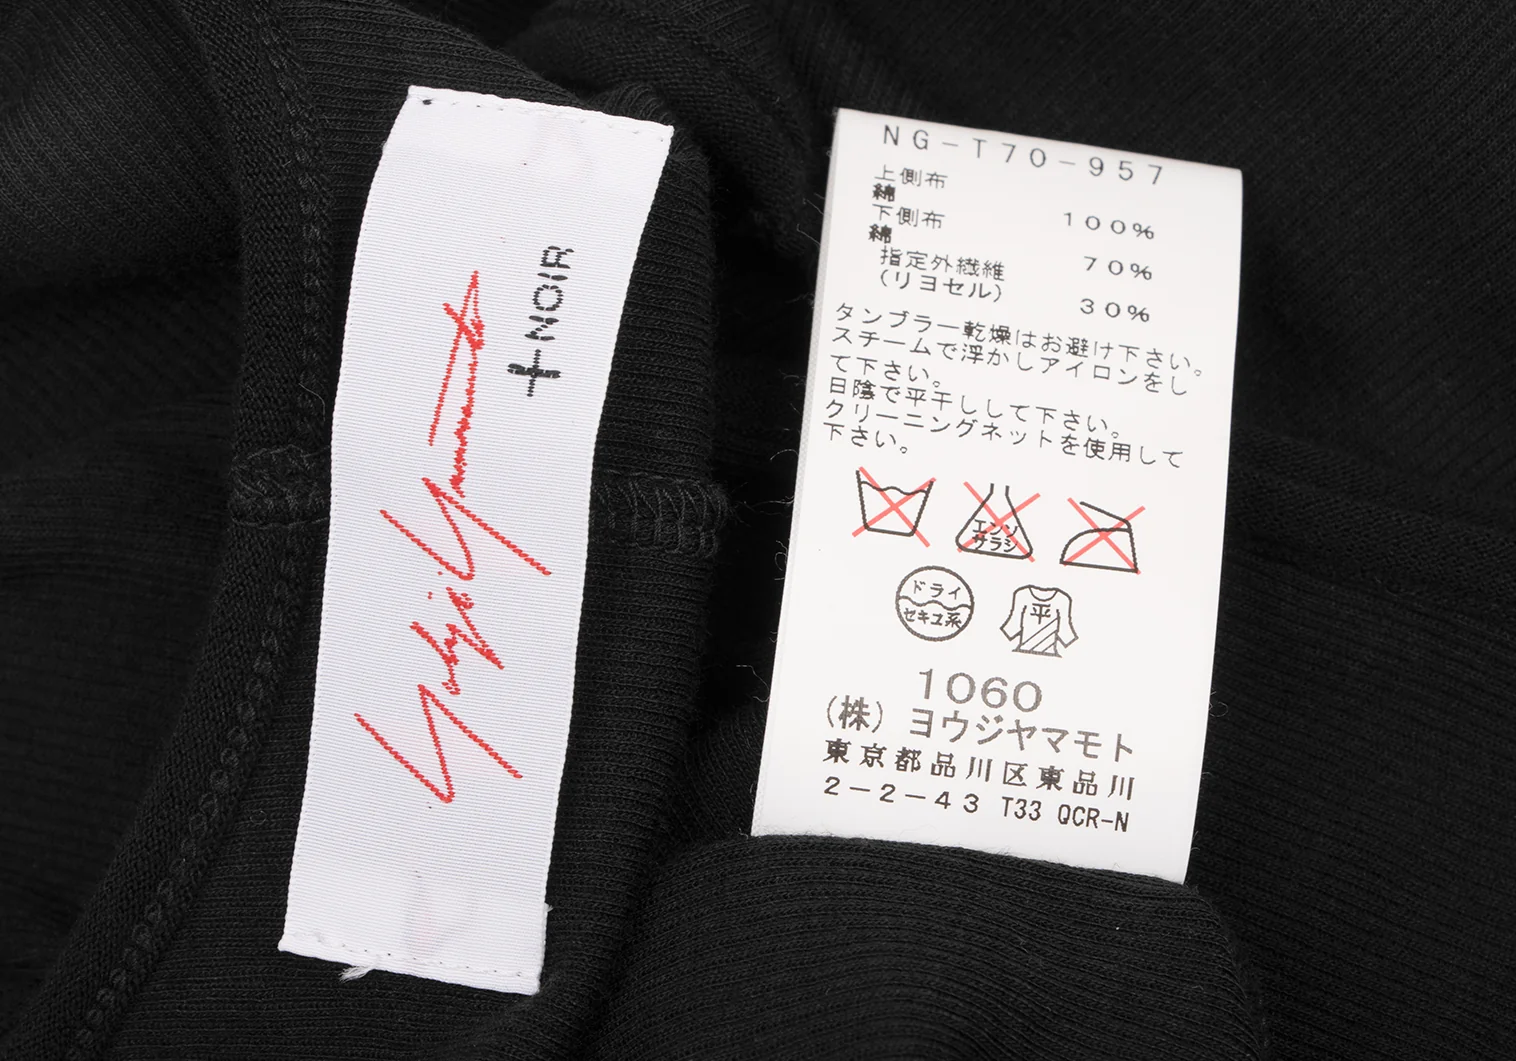 Yohji Yamamoto
+NOIR
NG-T70-957
上側布
綿 100%
下側布
綿 70%
指定外繊維
(リヨセル) 30%
タンブラー乾燥はお避け下さい。
スチームで浮かしアイロンをし
て下さい。
日陰で平干しして下さい。
クリーニングネットを使用して
下さい。
エンソ
サラシ
ドライ
セキユ系
平
1060
(株) ヨウジヤマモト
東京都品川区東品川
2-2-43 T33 QCR-N